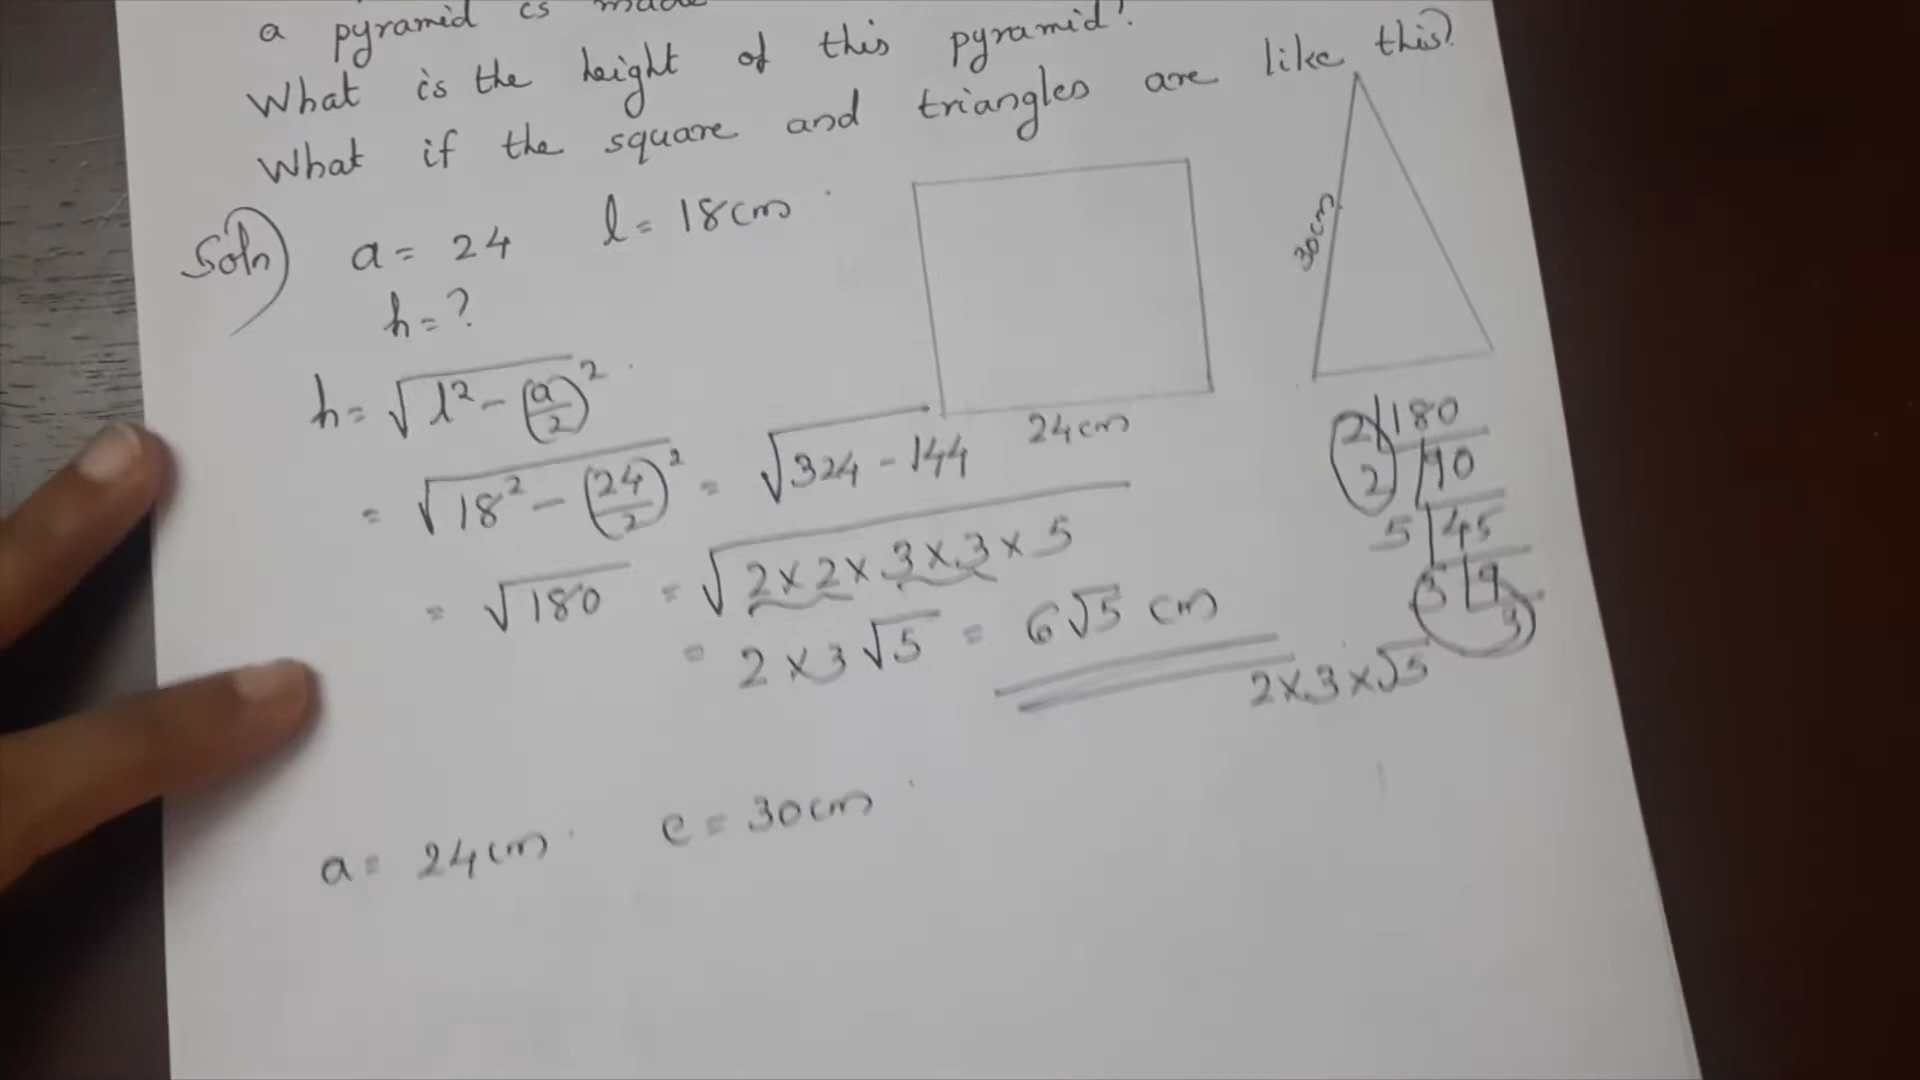 a pyramid is made
What is the height of this pyramid?
What if the square and triangles are like this?
Soln) a = 24 l = 18cm
h = ?
30cm
h = √l² - (a/2)²
24cm
= √18² - (24/2)² = √324 - 144
= √180 = √2 × 2 × 3 × 3 × 5
= 2 × 3 √5 = 6√5 cm
2 180
2 90
5 45
3 9
3
2 × 3 × √5
a = 24cm e = 30cm